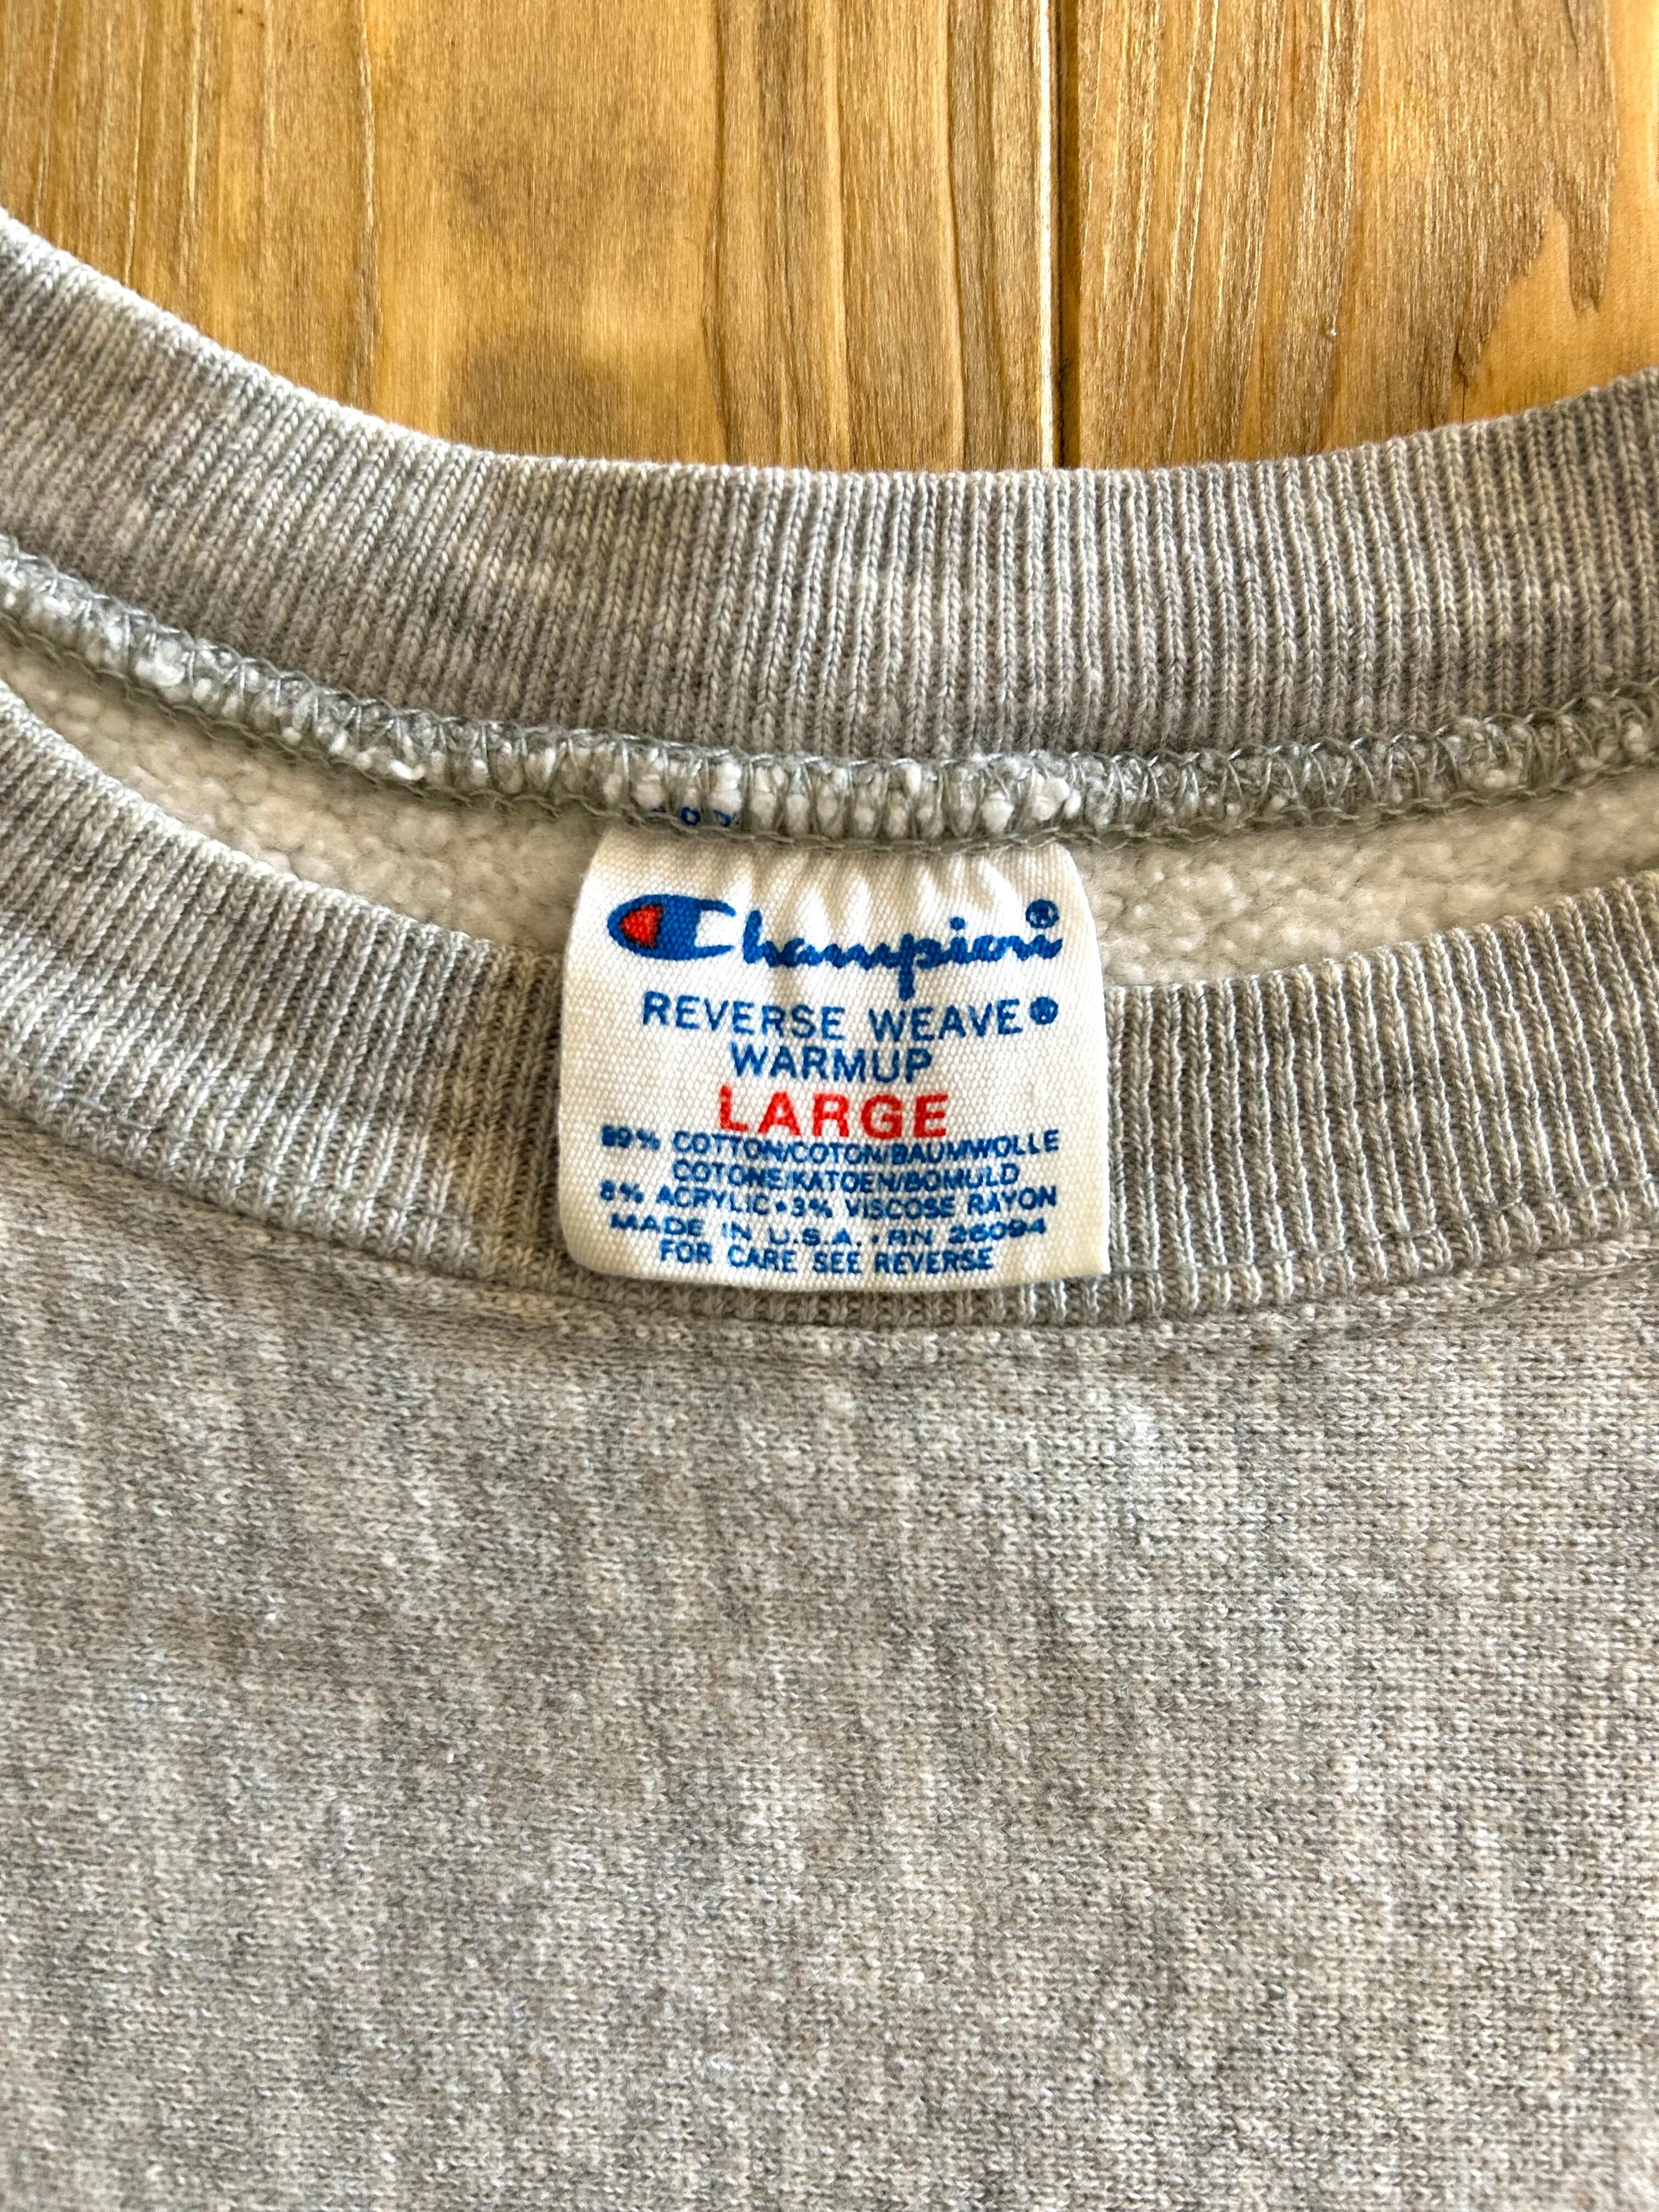 Champion®
REVERSE WEAVE®
WARMUP
LARGE
89% COTTON/COTON/BAUMWOLLE
COTONE/KATOEN/BOMULD
8% ACRYLIC•3% VISCOSE RAYON
MADE IN U.S.A. • RN 26094
FOR CARE SEE REVERSE